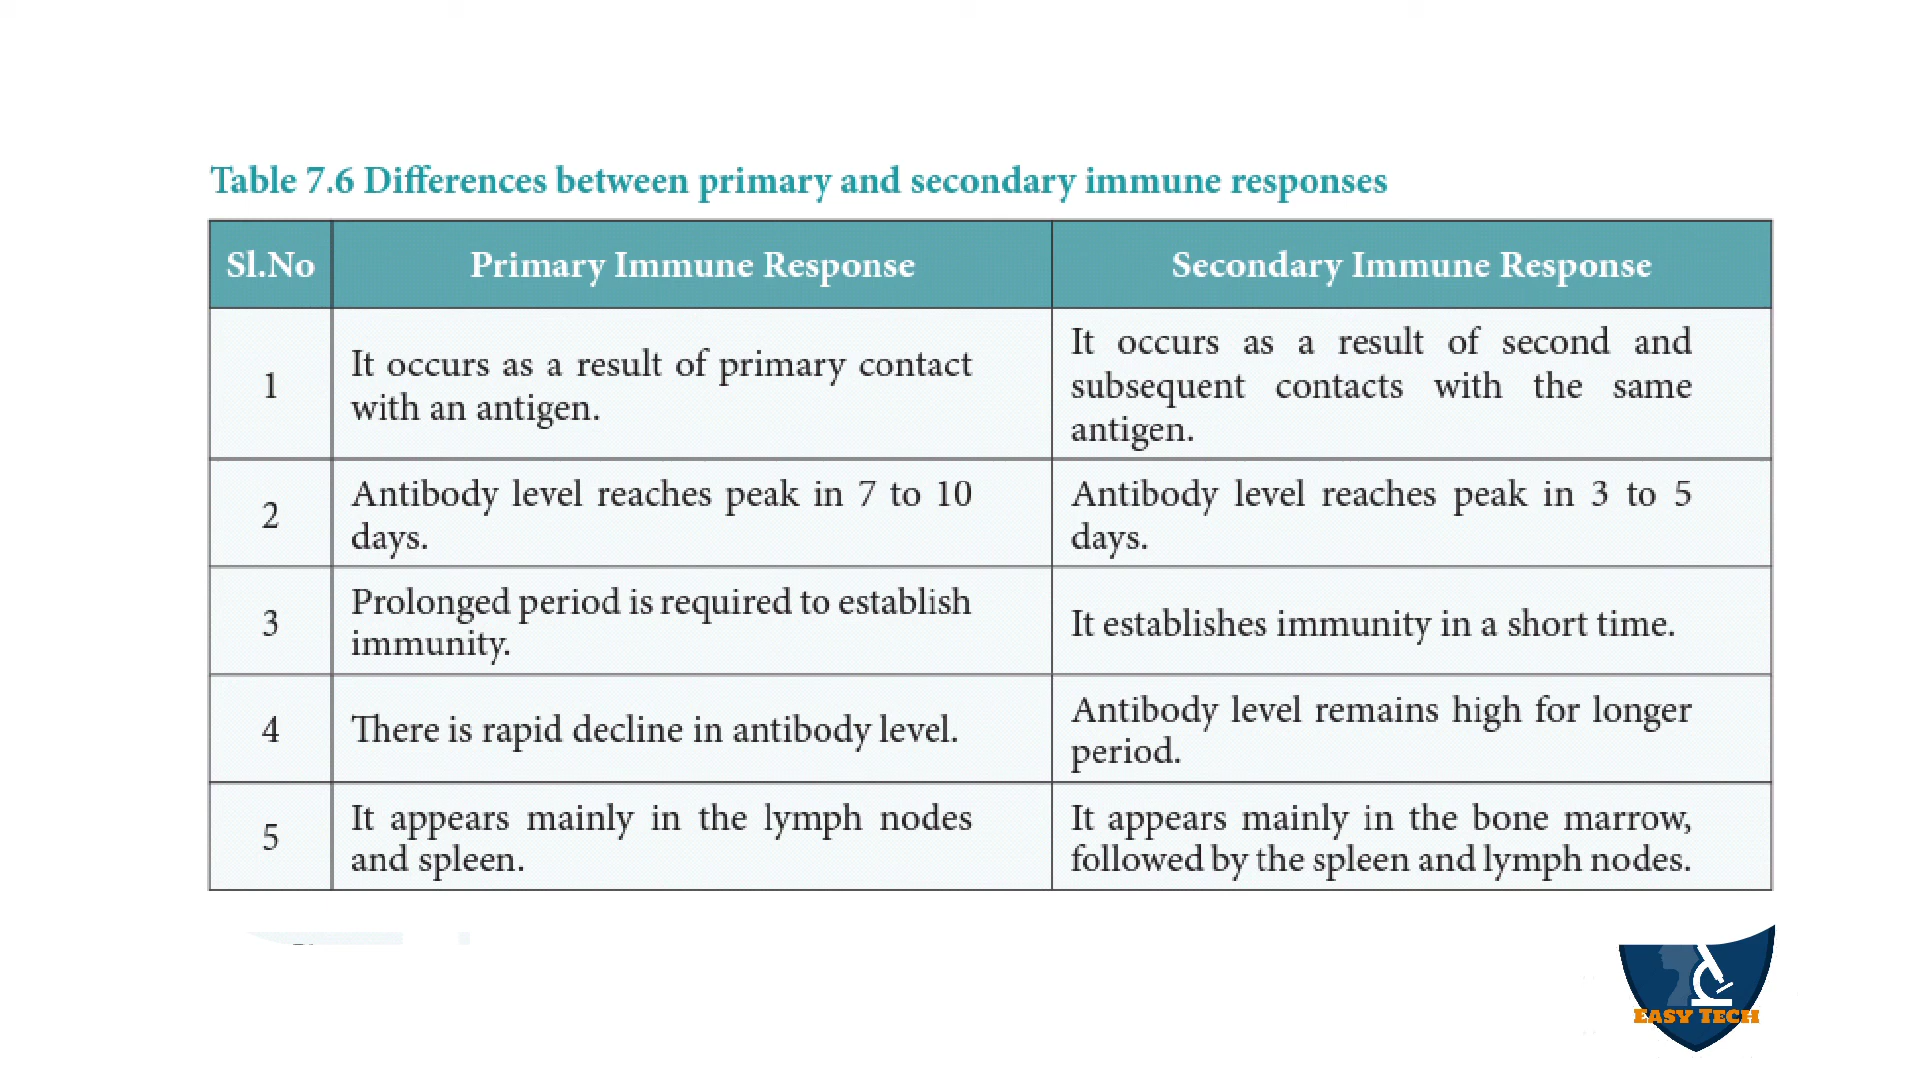 Table 7.6 Differences between primary and secondary immune responses
Sl.No Primary Immune Response Secondary Immune Response
1
It occurs as a result of primary contact
with an antigen.
It occurs as a result of second and
subsequent contacts with the same
antigen.
2
Antibody level reaches peak in 7 to 10
days.
Antibody level reaches peak in 3 to 5
days.
3
Prolonged period is required to establish
immunity.
It establishes immunity in a short time.
4
There is rapid decline in antibody level.
Antibody level remains high for longer
period.
5
It appears mainly in the lymph nodes
and spleen.
It appears mainly in the bone marrow,
followed by the spleen and lymph nodes.
EASY TECH